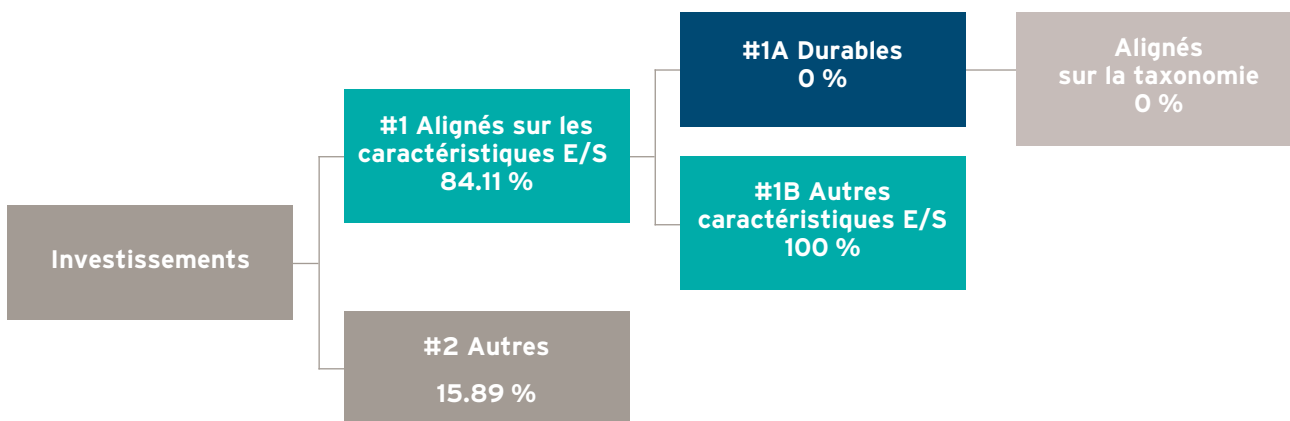 Investissements
#1 Alignés sur les
caractéristiques E/S
84.11 %
#2 Autres
15.89 %
#1A Durables
0 %
#1B Autres
caractéristiques E/S
100 %
Alignés
sur la taxonomie
0 %